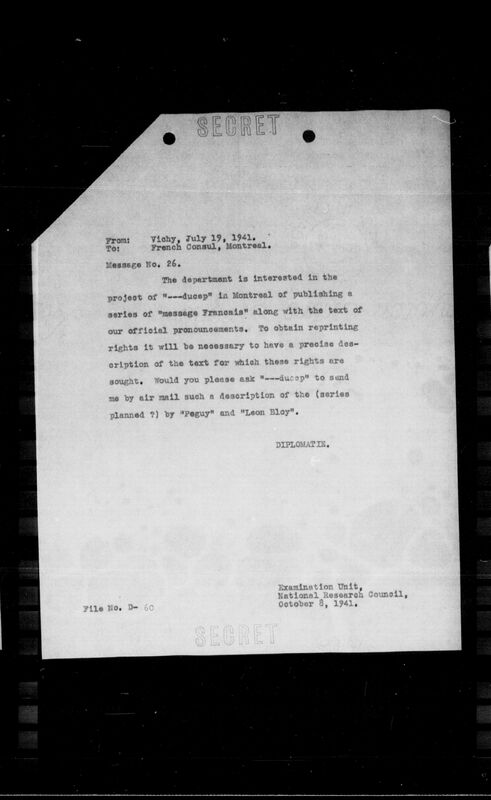 SECRET
From: Vichy, July 19, 1941.
To: French Consul, Montreal.
Message No. 26.
The department is interested in the
project of "---ducep" in Montreal of publishing a
series of "message Francais" along with the text of
our official pronouncements. To obtain reprinting
rights it will be necessary to have a precise des-
cription of the text for which these rights are
sought. Would you please ask "---ducep" to send
me by air mail such a description of the (series
planned ?) by "Peguy" and "Leon Bloy".
DIPLOMATIE.
Examination Unit,
National Research Council,
October 8, 1941.
File No. D- 60
SECRET